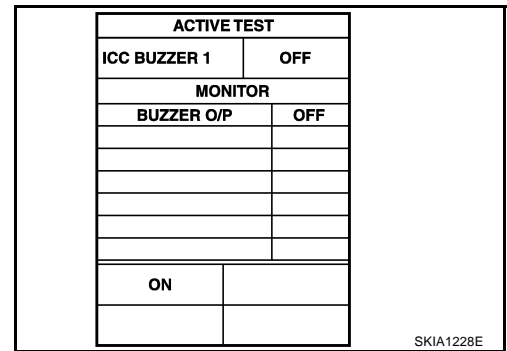 ACTIVE TEST
ICC BUZZER 1 OFF
MONITOR
BUZZER O/P OFF
ON
SKIA1228E